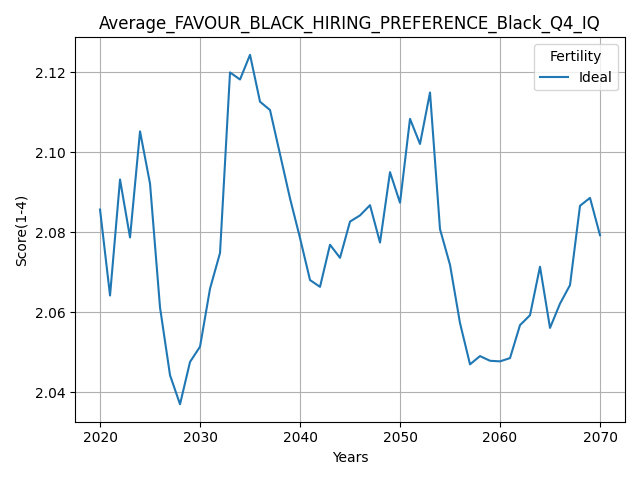 Average_FAVOUR_BLACK_HIRING_PREFERENCE_Black_Q4_IQ
Fertility
Ideal
Score(1-4)
2.12
2.10
2.08
2.06
2.04
2020 2030 2040 2050 2060 2070
Years